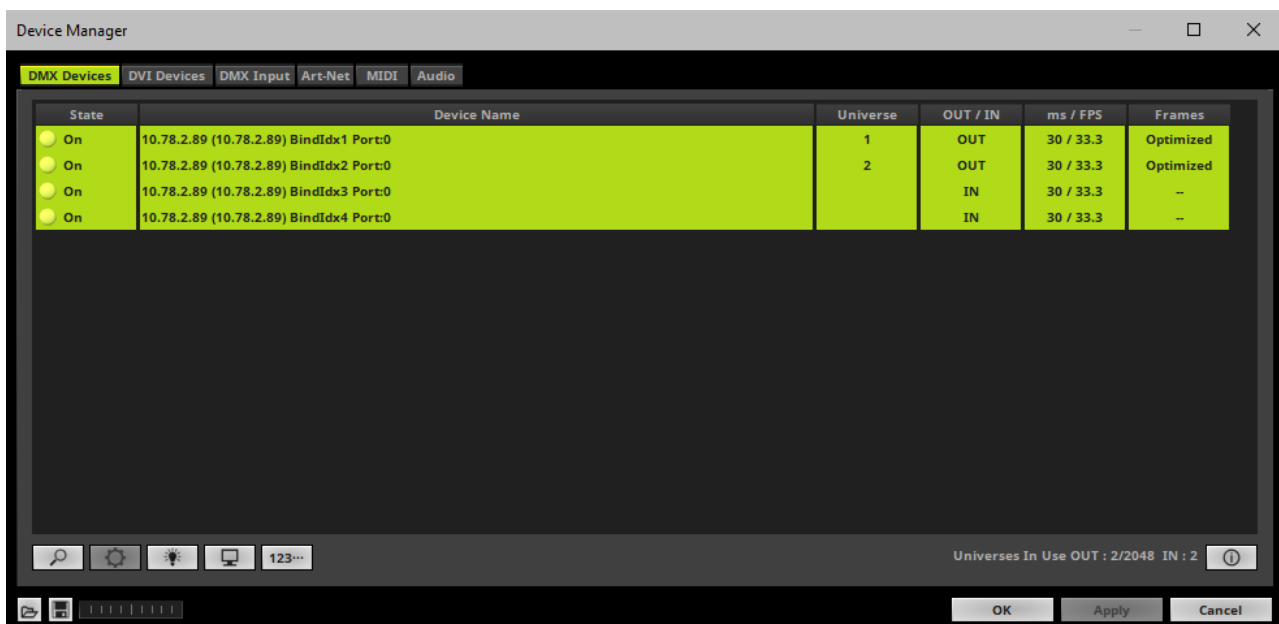 Device Manager
DMX Devices DVI Devices DMX Input Art-Net MIDI Audio
State Device Name Universe OUT / IN ms / FPS Frames
On 10.78.2.89 (10.78.2.89) BindIdx1 Port:0 1 OUT 30 / 33.3 Optimized
On 10.78.2.89 (10.78.2.89) BindIdx2 Port:0 2 OUT 30 / 33.3 Optimized
On 10.78.2.89 (10.78.2.89) BindIdx3 Port:0 IN 30 / 33.3 --
On 10.78.2.89 (10.78.2.89) BindIdx4 Port:0 IN 30 / 33.3 --
123... Universes In Use OUT : 2/2048 IN : 2
OK Apply Cancel